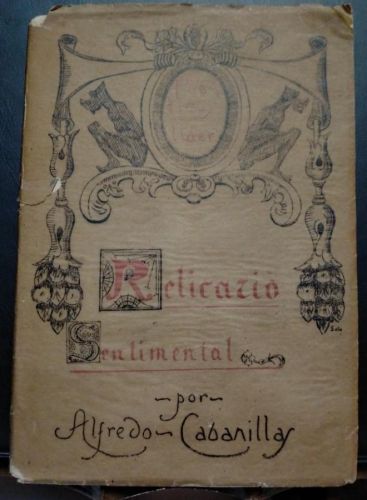 Relicario
Sentimental
por
Alfredo Cabanillas